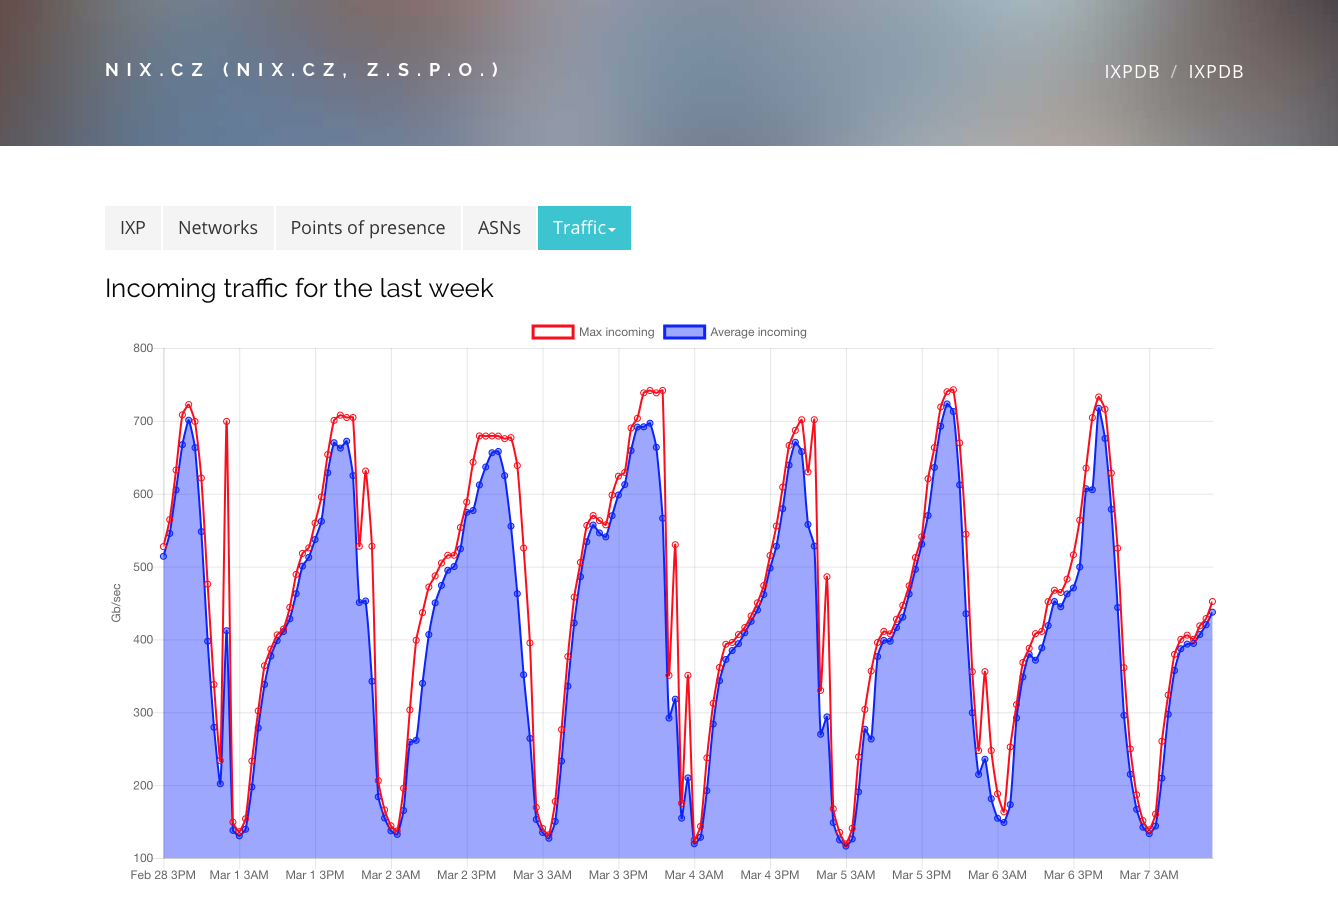 NIX.CZ (NIX.CZ, Z.S.P.O.)
IXPDB / IXPDB
IXP Networks Points of presence ASNs Traffic
Incoming traffic for the last week
Max incoming Average incoming
800
700
600
500
400
300
200
100
Gb/sec
Feb 28 3PM Mar 1 3AM Mar 1 3PM Mar 2 3AM Mar 2 3PM Mar 3 3AM Mar 3 3PM Mar 4 3AM Mar 4 3PM Mar 5 3AM Mar 5 3PM Mar 6 3AM Mar 6 3PM Mar 7 3AM